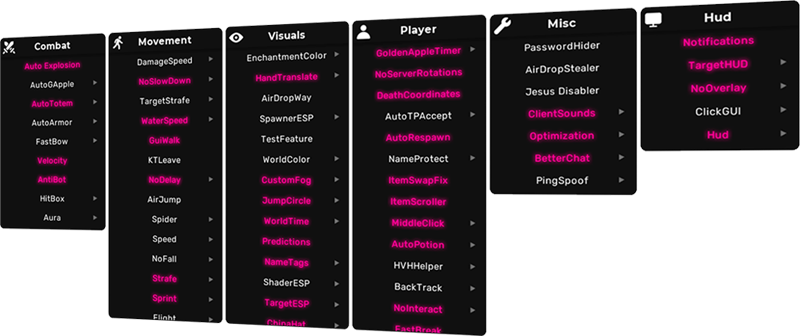 Combat
Auto Explosion
AutoGApple
AutoTotem
AutoArmor
FastBow
Velocity
AntiBot
HitBox
Aura
Movement
DamageSpeed
NoSlowDown
TargetStrafe
WaterSpeed
GuiWalk
KTLeave
NoDelay
AirJump
Spider
Speed
NoFall
Strafe
Sprint
Flight
Visuals
EnchantmentColor
HandTranslate
AirDropWay
SpawnerESP
TestFeature
WorldColor
CustomFog
JumpCircle
WorldTime
Predictions
NameTags
ShaderESP
TargetESP
ChinaHat
Player
GoldenAppleTimer
NoServerRotations
DeathCoordinates
AutoTPAccept
AutoRespawn
NameProtect
ItemSwapFix
ItemScroller
MiddleClick
AutoPotion
HVHHelper
BackTrack
NoInteract
FastBreak
Misc
PasswordHider
AirDropStealer
Jesus Disabler
ClientSounds
Optimization
BetterChat
PingSpoof
Hud
Notifications
TargetHUD
NoOverlay
ClickGUI
Hud